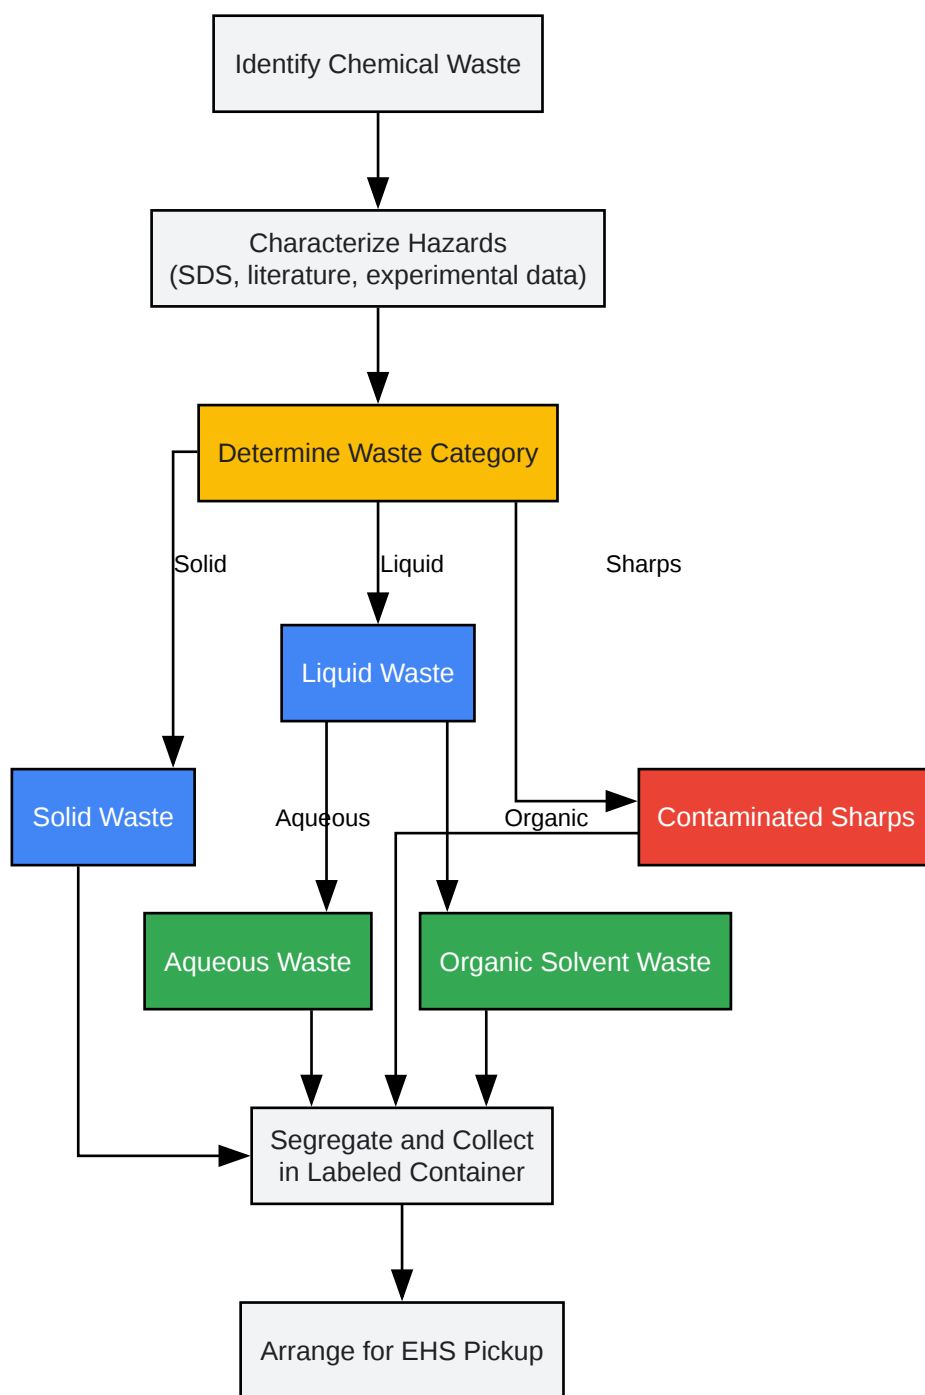 Identify Chemical Waste
Characterize Hazards
(SDS, literature, experimental data)
Determine Waste Category
Solid
Liquid
Sharps
Liquid Waste
Solid Waste
Aqueous
Organic
Contaminated Sharps
Aqueous Waste
Organic Solvent Waste
Segregate and Collect
in Labeled Container
Arrange for EHS Pickup